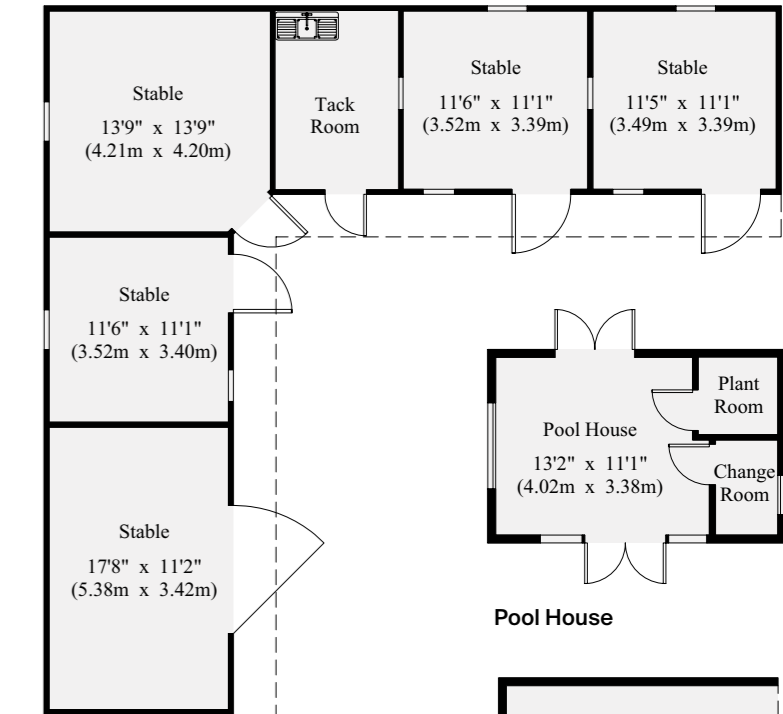 Stable
13'9" x 13'9"
(4.21m x 4.20m)
Tack
Room
Stable
11'6" x 11'1"
(3.52m x 3.39m)
Stable
11'5" x 11'1"
(3.49m x 3.39m)
Stable
11'6" x 11'1"
(3.52m x 3.40m)
Stable
17'8" x 11'2"
(5.38m x 3.42m)
Pool House
13'2" x 11'1"
(4.02m x 3.38m)
Plant
Room
Change
Room
Pool House